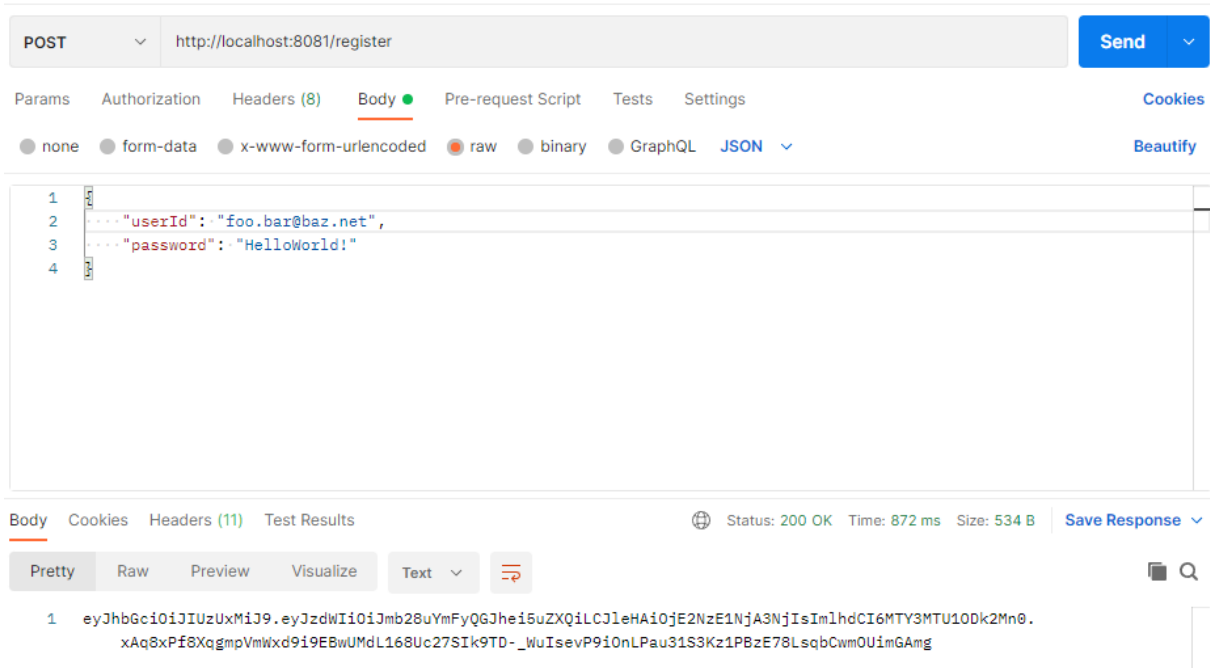 POST http://localhost:8081/register Send
Params Authorization Headers (8) Body Pre-request Script Tests Settings Cookies
none form-data x-www-form-urlencoded raw binary GraphQL JSON Beautify
1 {
2 "userId": "foo.bar@baz.net",
3 "password": "HelloWorld!"
4 }
Body Cookies Headers (11) Test Results Status: 200 OK Time: 872 ms Size: 534 B Save Response
Pretty Raw Preview Visualize Text
1 eyJhbGciOiJIUzUxMiJ9.eyJzdWIiOiJmb28uYmFyQGJhei5uZXQiLCJleHAiOjE2NzE1NjA3NjIsImlhdCI6MTY3MTU1ODk2Mn0.
xAq8xPf8XqgmpVmWxd9i9EBwUMdL168Uc27SIk9TD-_WuIsevP9iOnLPau31S3Kz1PBzE78LsqbCwmOUimGAmg